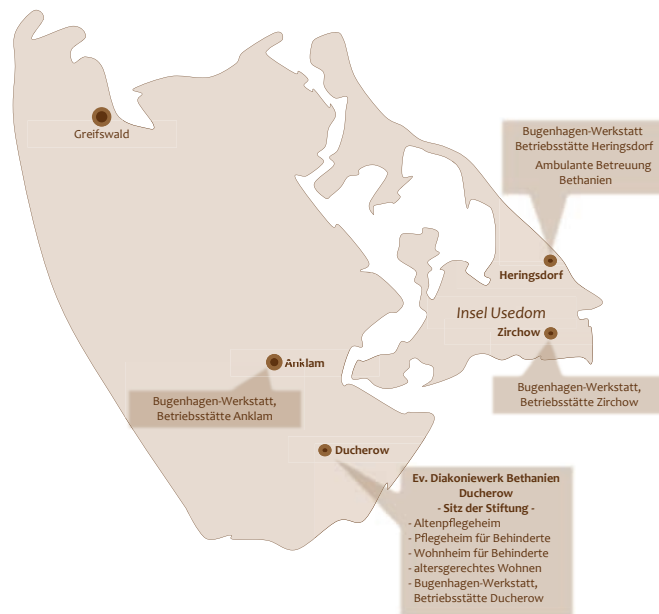 Greifswald
Bugenhagen-Werkstatt
Betriebsstätte Heringsdorf
Ambulante Betreuung
Bethanien
Heringsdorf
Insel Usedom
Zirchow
Anklam
Bugenhagen-Werkstatt,
Betriebsstätte Zirchow
Bugenhagen-Werkstatt,
Betriebsstätte Anklam
Ducherow
Ev. Diakoniewerk Bethanien
Ducherow
- Sitz der Stiftung -
- Altenpflegeheim
- Pflegeheim für Behinderte
- Wohnheim für Behinderte
- altersgerechtes Wohnen
- Bugenhagen-Werkstatt,
Betriebsstätte Ducherow